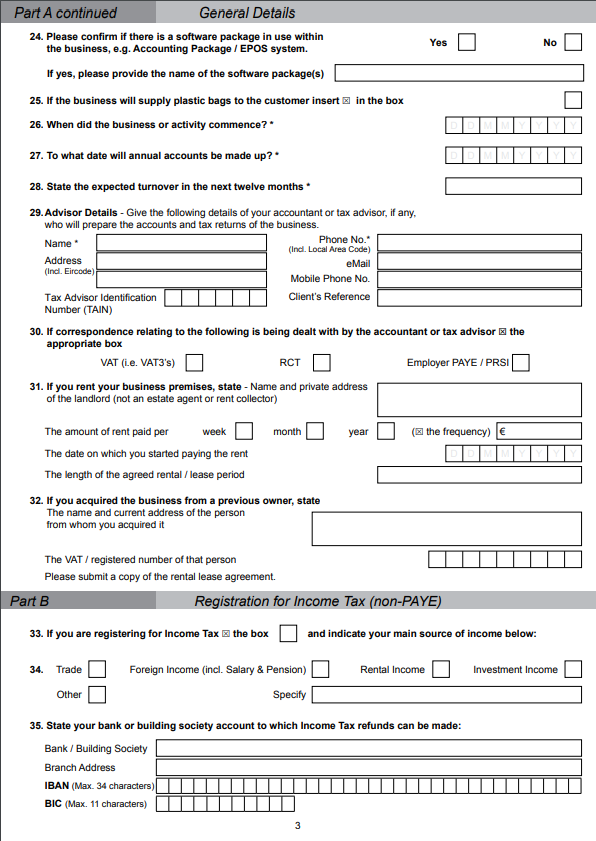 Part A continued General Details
24. Please confirm if there is a software package in use within
the business, e.g. Accounting Package / EPOS system.
Yes No
If yes, please provide the name of the software package(s)
25. If the business will supply plastic bags to the customer insert ☒ in the box
26. When did the business or activity commence? * D D M M Y Y Y Y
27. To what date will annual accounts be made up? * D D M M Y Y Y Y
28. State the expected turnover in the next twelve months *
29. Advisor Details - Give the following details of your accountant or tax advisor, if any,
who will prepare the accounts and tax returns of the business.
Name * Phone No.*
(Incl. Local Area Code)
Address eMail
(Incl. Eircode) Mobile Phone No.
Tax Advisor Identification Client's Reference
Number (TAIN)
30. If correspondence relating to the following is being dealt with by the accountant or tax advisor ☒ the
appropriate box
VAT (i.e. VAT3's) RCT Employer PAYE / PRSI
31. If you rent your business premises, state - Name and private address
of the landlord (not an estate agent or rent collector)
The amount of rent paid per week month year (☒ the frequency) €
The date on which you started paying the rent D D M M Y Y Y Y
The length of the agreed rental / lease period
32. If you acquired the business from a previous owner, state
The name and current address of the person
from whom you acquired it
The VAT / registered number of that person
Please submit a copy of the rental lease agreement.
Part B Registration for Income Tax (non-PAYE)
33. If you are registering for Income Tax ☒ the box and indicate your main source of income below:
34. Trade Foreign Income (incl. Salary & Pension) Rental Income Investment Income
Other Specify
35. State your bank or building society account to which Income Tax refunds can be made:
Bank / Building Society
Branch Address
IBAN (Max. 34 characters)
BIC (Max. 11 characters)
3